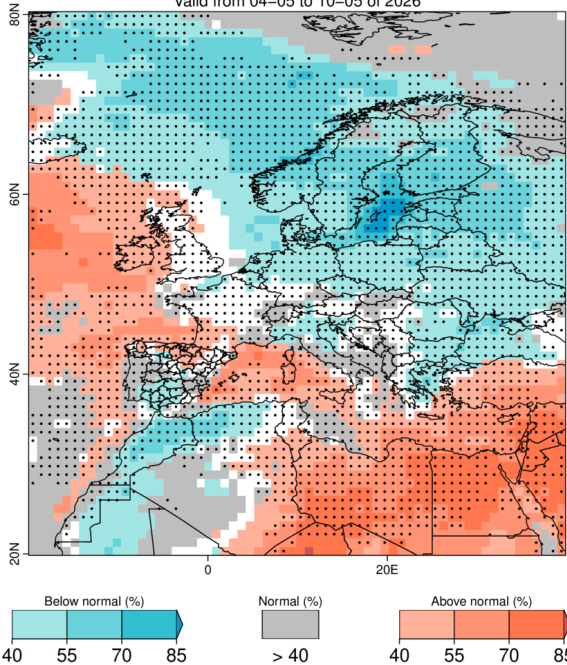 Valid from 04−05 to 10−05 of 2026
80N
60N
40N
20N
0 20E
Below normal (%) Normal (%) Above normal (%)
40 55 70 85 > 40 40 55 70 85